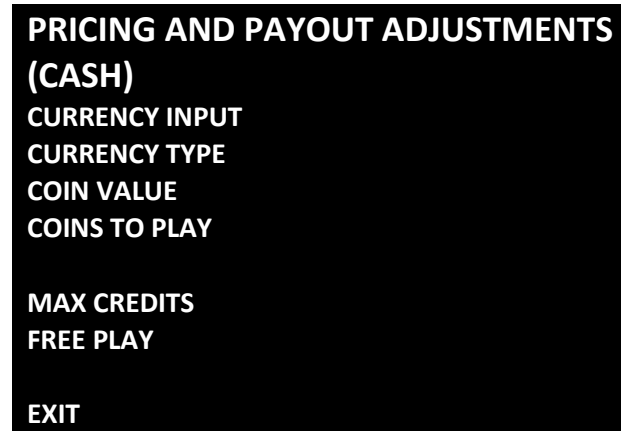 PRICING AND PAYOUT ADJUSTMENTS
(CASH)
CURRENCY INPUT
CURRENCY TYPE
COIN VALUE
COINS TO PLAY
MAX CREDITS
FREE PLAY
EXIT